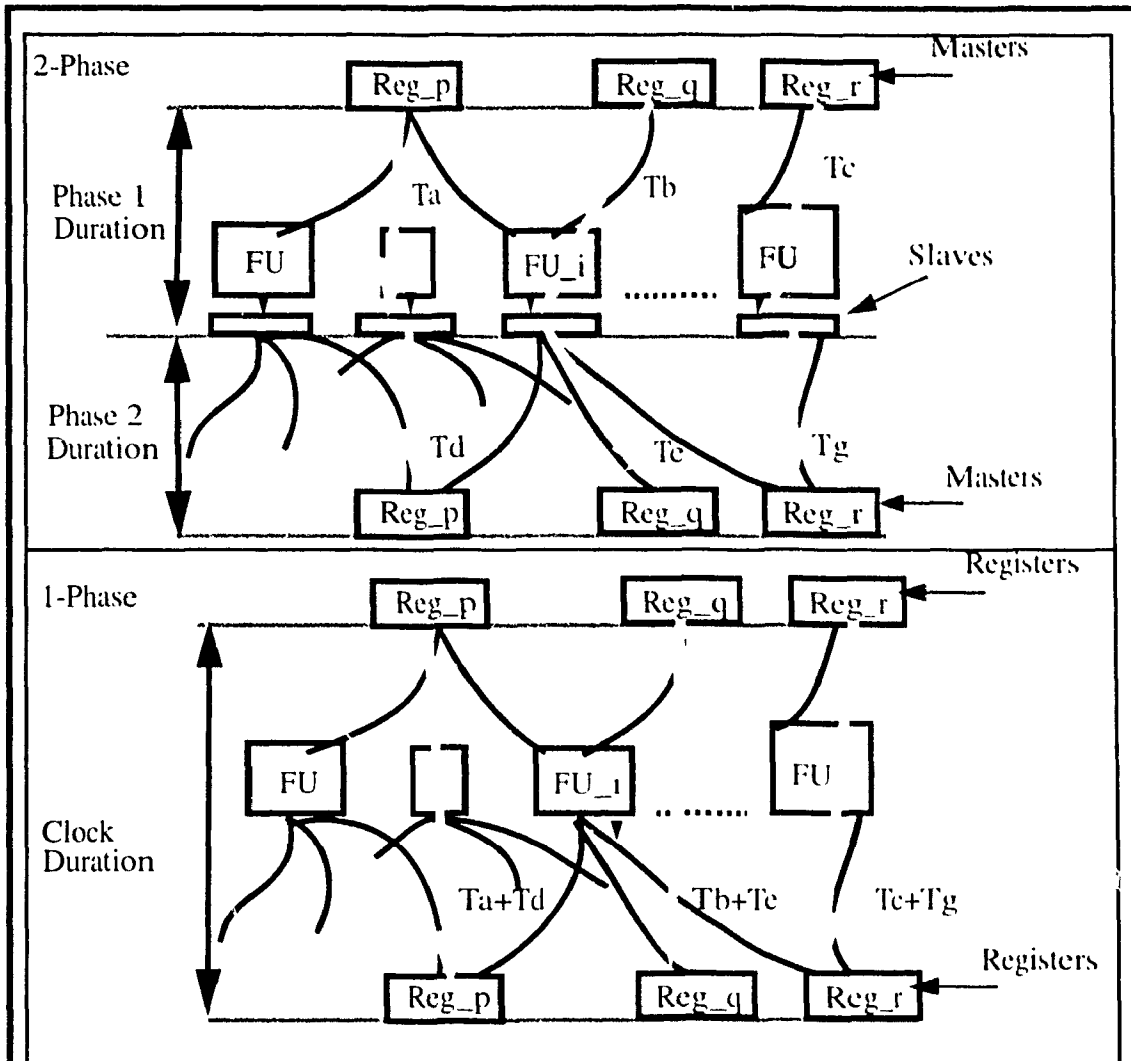 Masters
2-Phase
Reg_p
Reg_q
Reg_r
Phase 1
Duration
Ta
Tb
Tc
FU
FU_i
FU
Slaves
Phase 2
Duration
Td
Te
Tg
Masters
Reg_p
Reg_q
Reg_r
Registers
1-Phase
Reg_p
Reg_q
Reg_r
FU
FU_i
FU
Clock
Duration
Ta+Td
Tb+Te
Tc+Tg
Registers
Reg_p
Reg_q
Reg_r